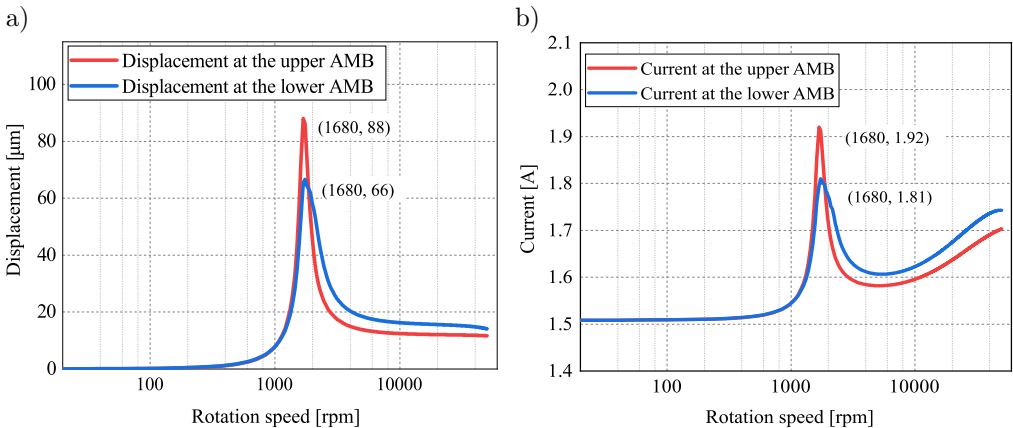 a)
Displacement at the upper AMB
Displacement at the lower AMB
(1680, 88)
(1680, 66)
100
80
60
40
20
0
Displacement [μm]
100
1000
10000
Rotation speed [rpm]
b)
Current at the upper AMB
Current at the lower AMB
(1680, 1.92)
(1680, 1.81)
2.1
2.0
1.9
1.8
1.7
1.6
1.5
1.4
Current [A]
100
1000
10000
Rotation speed [rpm]